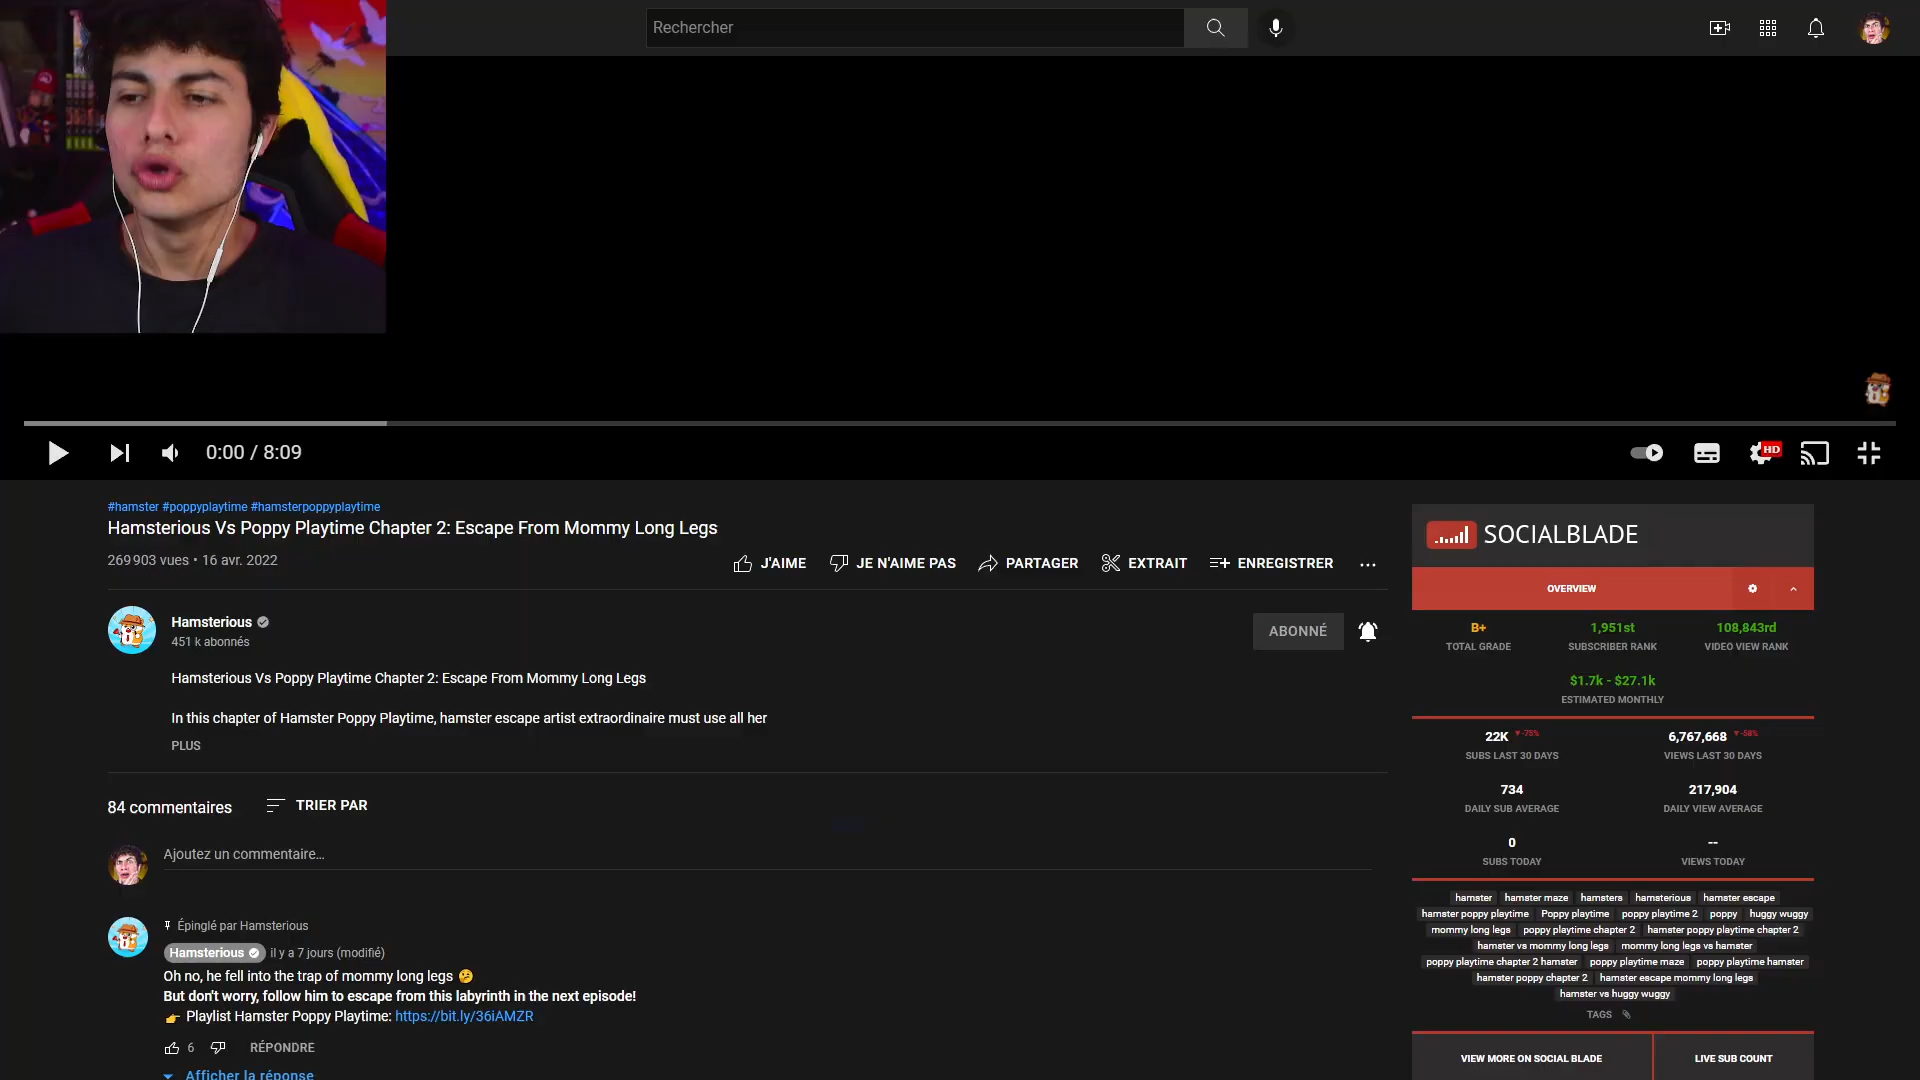 Rechercher
0:00 / 8:09
HD
#hamster #poppyplaytime #hamsterpoppyplaytime
Hamsterious Vs Poppy Playtime Chapter 2: Escape From Mommy Long Legs
269 903 vues • 16 avr. 2022
J'AIME
JE N'AIME PAS
PARTAGER
EXTRAIT
ENREGISTRER
Hamsterious
451 k abonnés
ABONNÉ
Hamsterious Vs Poppy Playtime Chapter 2: Escape From Mommy Long Legs
In this chapter of Hamster Poppy Playtime, hamster escape artist extraordinaire must use all her
PLUS
84 commentaires
TRIER PAR
Ajoutez un commentaire…
Épinglé par Hamsterious
Hamsterious il y a 7 jours (modifié)
Oh no, he fell into the trap of mommy long legs 🤔
But don't worry, follow him to escape from this labyrinth in the next episode!
👉 Playlist Hamster Poppy Playtime: https://bit.ly/36iAMZR
6
RÉPONDRE
Afficher la réponse
SOCIALBLADE
OVERVIEW
B+ 1,951st 108,843rd
TOTAL GRADE SUBSCRIBER RANK VIDEO VIEW RANK
$1.7k - $27.1k
ESTIMATED MONTHLY
22K ▼-75% 6,767,668 ▼-58%
SUBS LAST 30 DAYS VIEWS LAST 30 DAYS
734 217,904
DAILY SUB AVERAGE DAILY VIEW AVERAGE
0 --
SUBS TODAY VIEWS TODAY
hamster hamster maze hamsters hamsterious hamster escape
hamster poppy playtime Poppy playtime poppy playtime 2 poppy huggy wuggy
mommy long legs poppy playtime chapter 2 hamster poppy playtime chapter 2
hamster vs mommy long legs mommy long legs vs hamster
poppy playtime chapter 2 hamster poppy playtime maze poppy playtime hamster
hamster poppy chapter 2 hamster escape mommy long legs
hamster vs huggy wuggy
TAGS
VIEW MORE ON SOCIAL BLADE
LIVE SUB COUNT